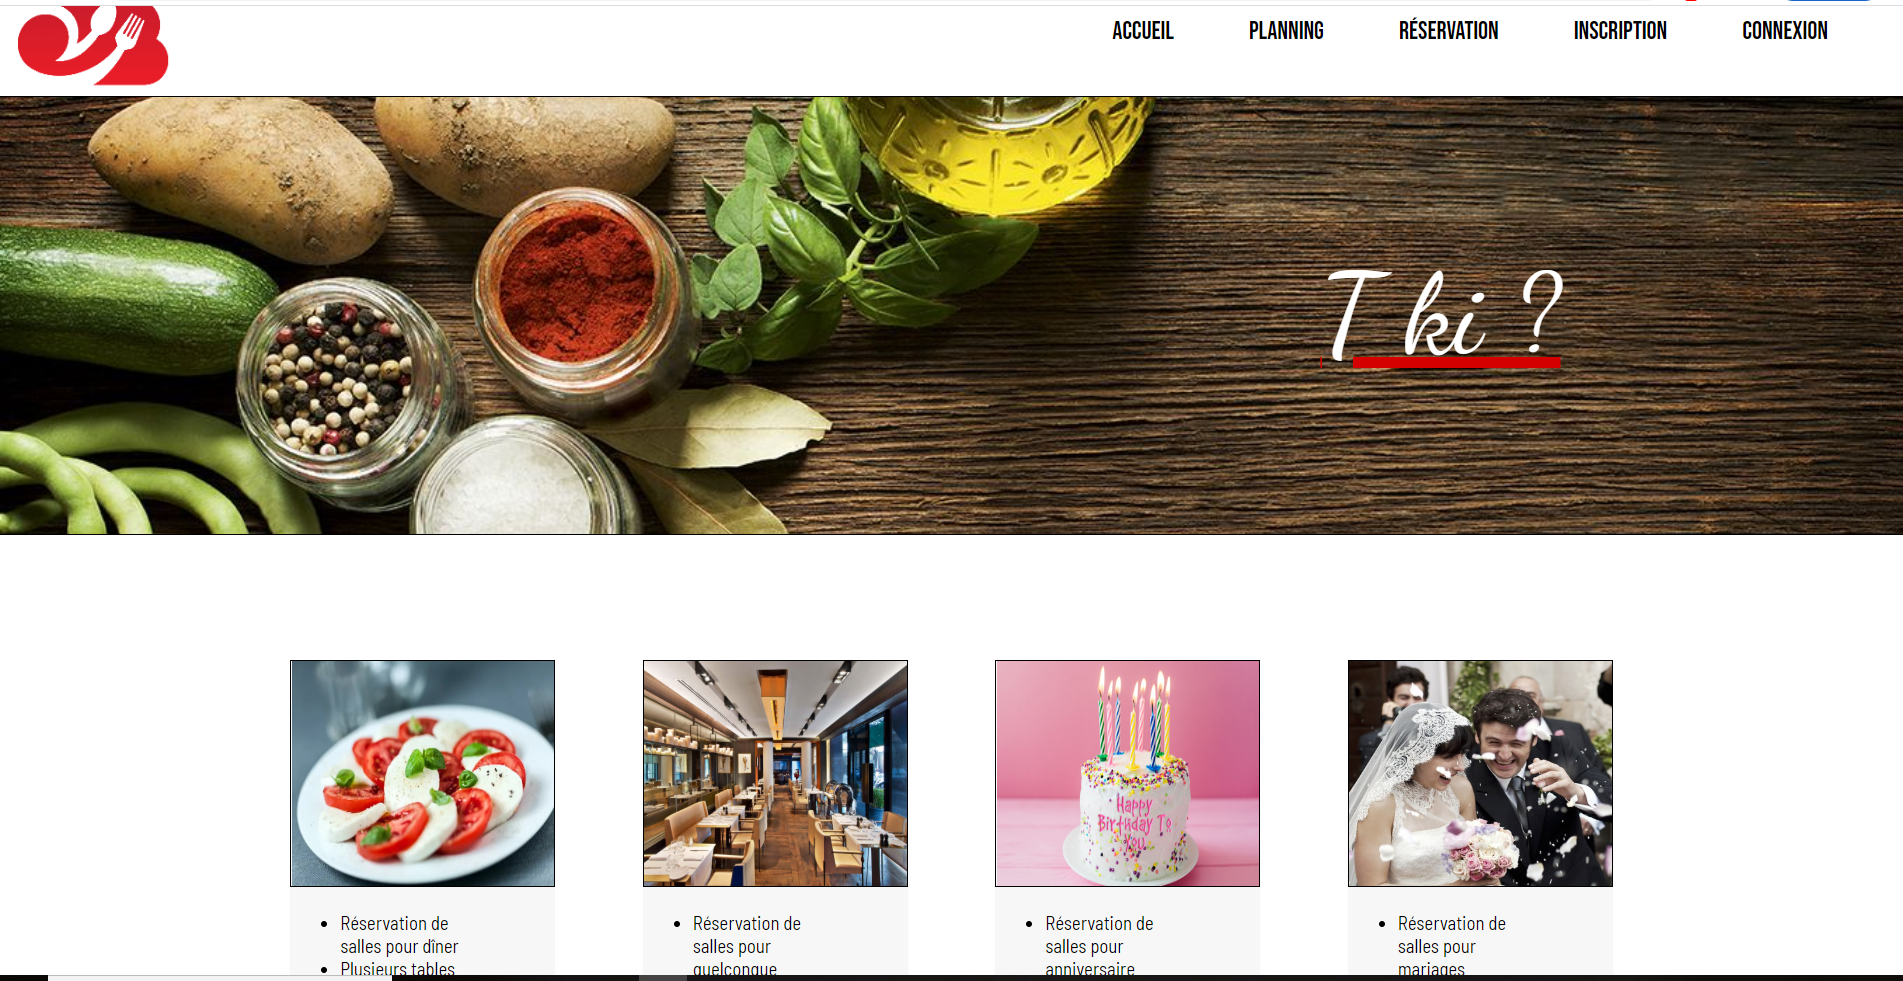 ACCUEIL PLANNING RÉSERVATION INSCRIPTION CONNEXION
T ki ?
Happy
Birthday To
You
Réservation de
salles pour dîner
Plusieurs tables
Réservation de
salles pour
quelconque
Réservation de
salles pour
anniversaire
Réservation de
salles pour
mariages